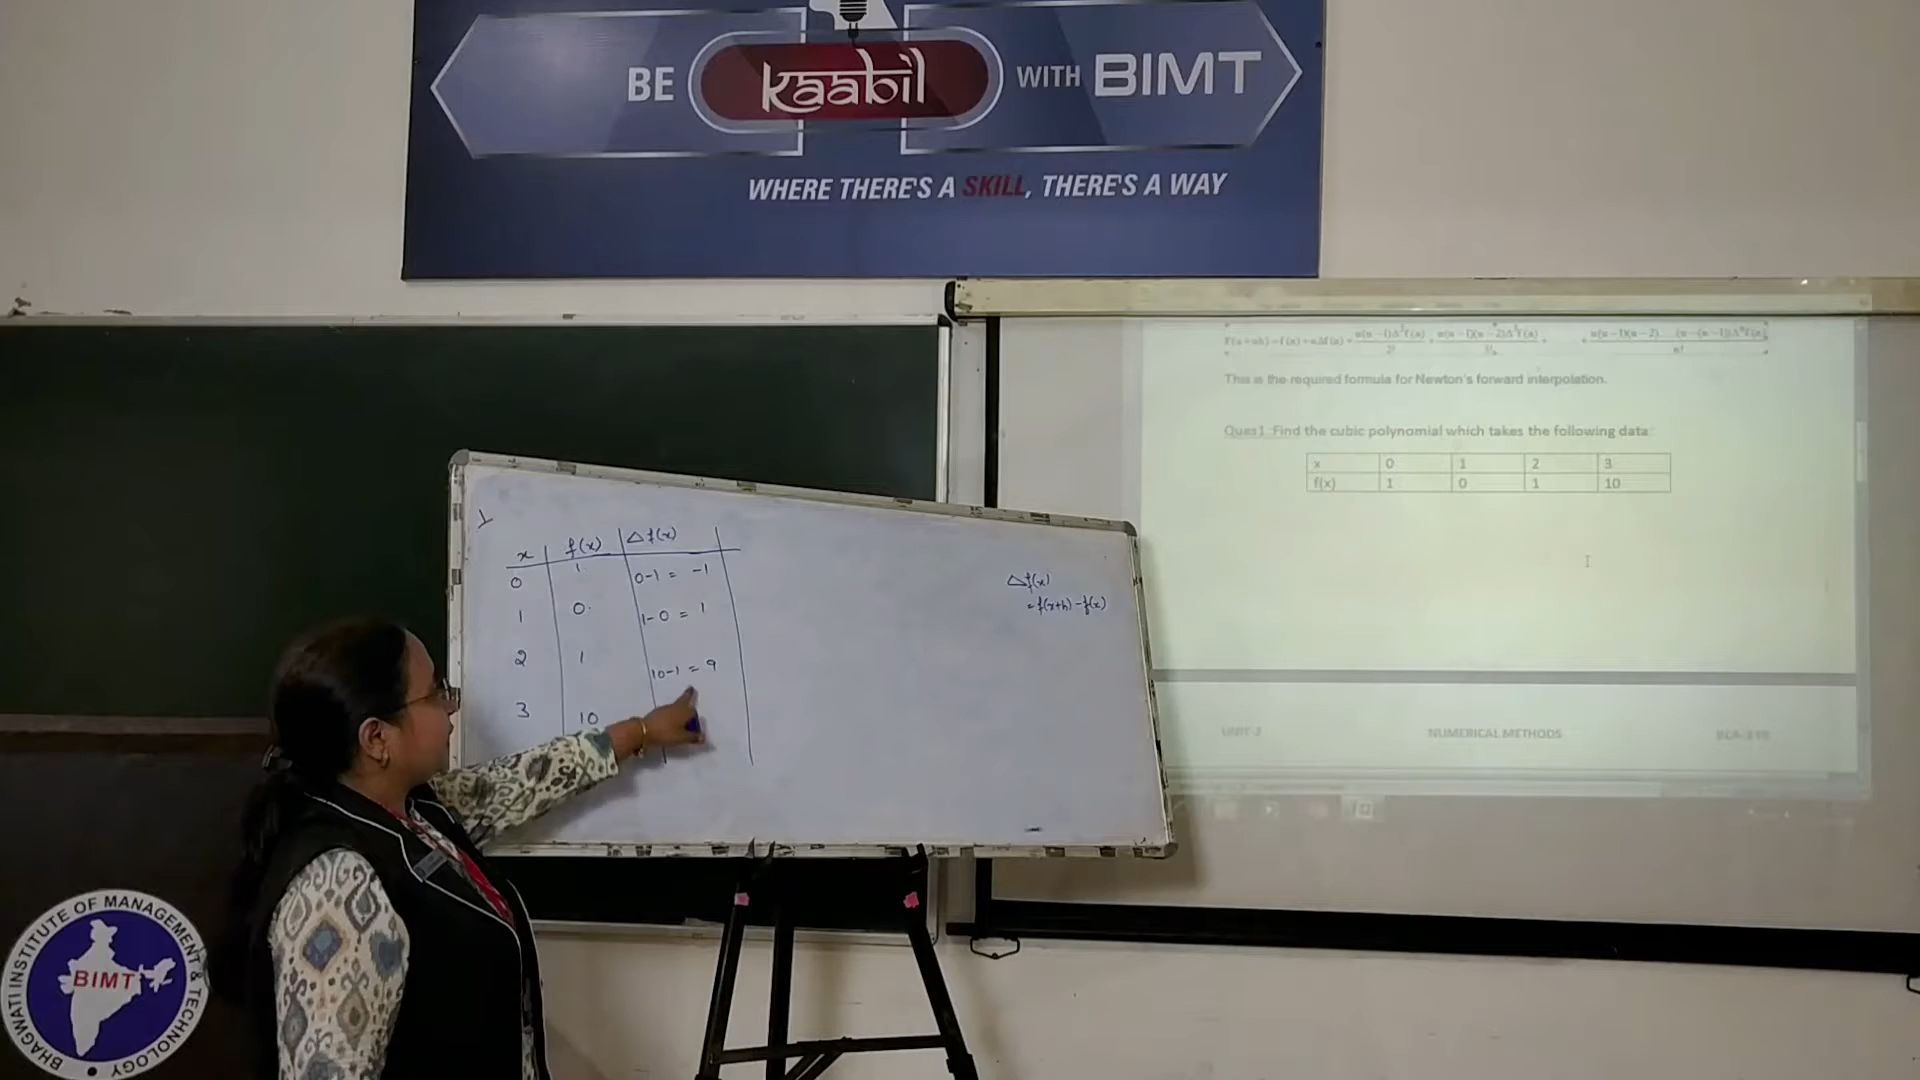 BE kaabil WITH BIMT
WHERE THERE'S A SKILL, THERE'S A WAY
This is the required formula for Newton's forward interpolation.
Ques1:Find the cubic polynomial which takes the following data:
x 0 1 2 3
f(x) 1 0 1 10
UNIT-2 NUMERICAL METHODS
1
x f(x) Δf(x)
0 1 0-1 = -1
1 0 1-0 = 1
2 1 10-1 = 9
3 10
Δf(x)
= f(x+h) - f(x)
BHAGWATI INSTITUTE OF MANAGEMENT & TECHNOLOGY
BIMT